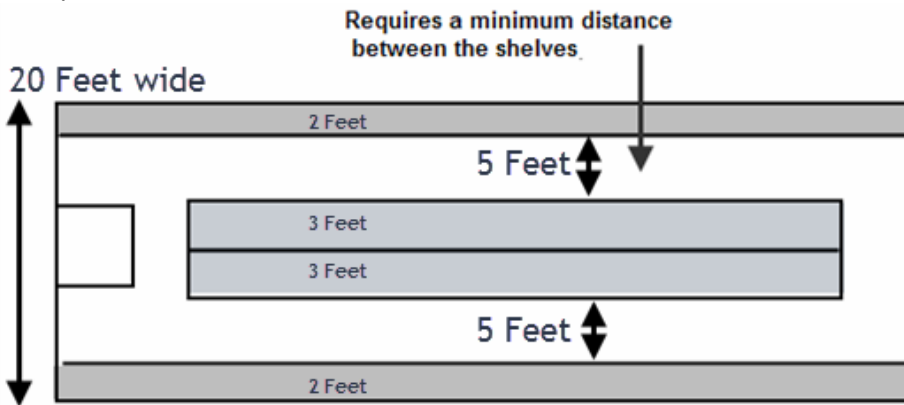 Requires a minimum distance
between the shelves.
20 Feet wide
2 Feet
5 Feet
3 Feet
3 Feet
5 Feet
2 Feet